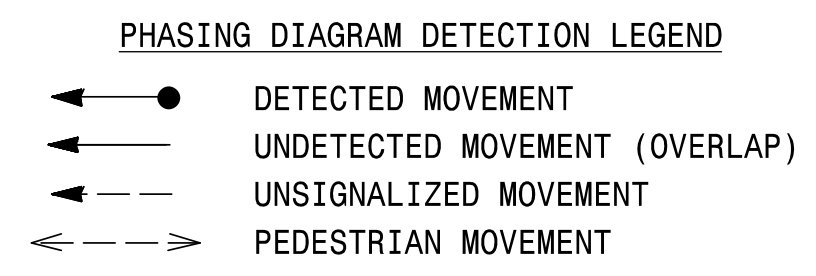 PHASING DIAGRAM DETECTION LEGEND
DETECTED MOVEMENT
UNDETECTED MOVEMENT (OVERLAP)
UNSIGNALIZED MOVEMENT
PEDESTRIAN MOVEMENT